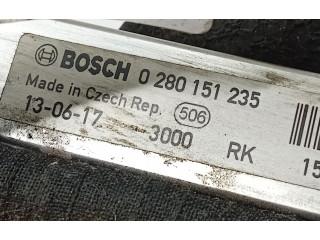 BOSCH 0 280 151 235
Made in Czech Rep. 506
13-06-17 3000 RK 15